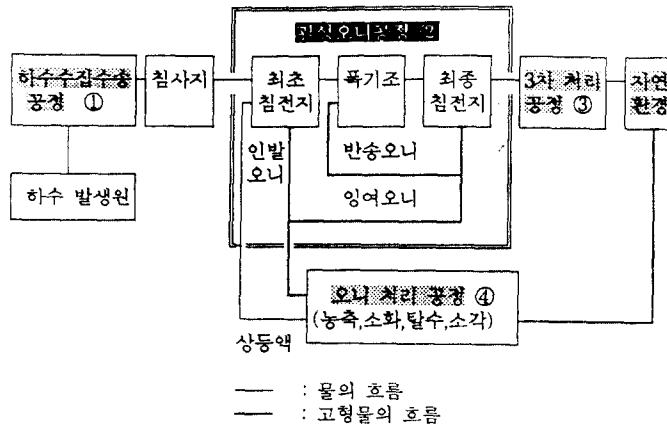 활성오니공정 ②
하수수집수송
공정 ①
침사지
최초
침전지
폭기조
최종
침전지
3차 처리
공정 ③
자연
환경
인발
오니
반송오니
잉여오니
하수 발생원
오니 처리 공정 ④
(농축,소화,탈수,소각)
상등액
: 물의 흐름
: 고형물의 흐름